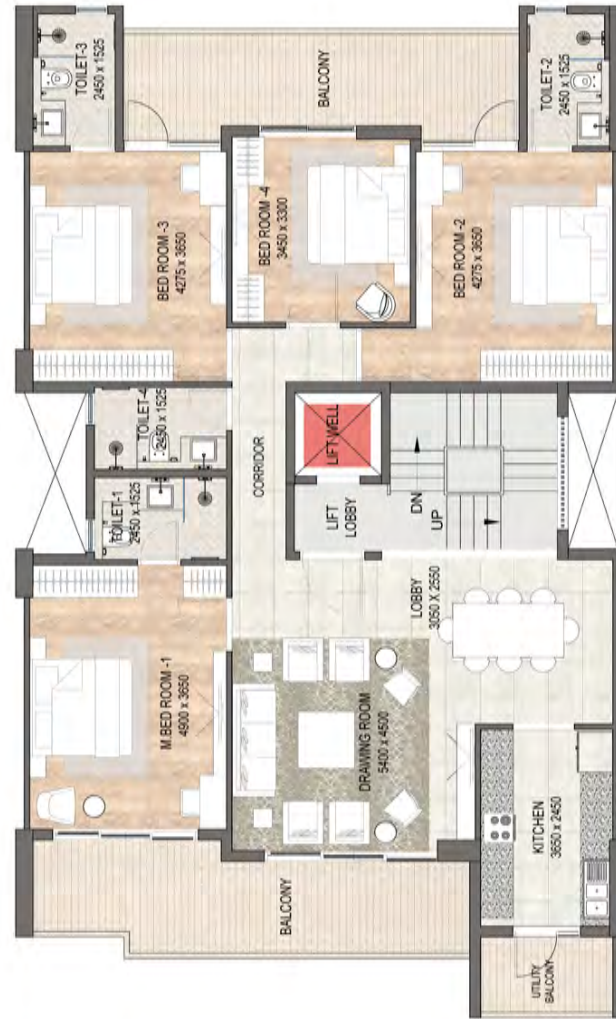 TOILET-3
2450 x 1525
BALCONY
TOILET-2
2450 x 1525
BED ROOM -3
4275 x 3650
BED ROOM -4
3450 x 3300
BED ROOM -2
4275 x 3650
TOILET-4
2450 x 1525
TOILET-1
2450 x 1525
CORRIDOR
LIFT WELL
LIFT
LOBBY
DN
UP
M.BED ROOM -1
4900 x 3650
LOBBY
3050 X 2550
DRAWING ROOM
5400 x 4500
KITCHEN
3650 x 2450
BALCONY
UTILITY
BALCONY